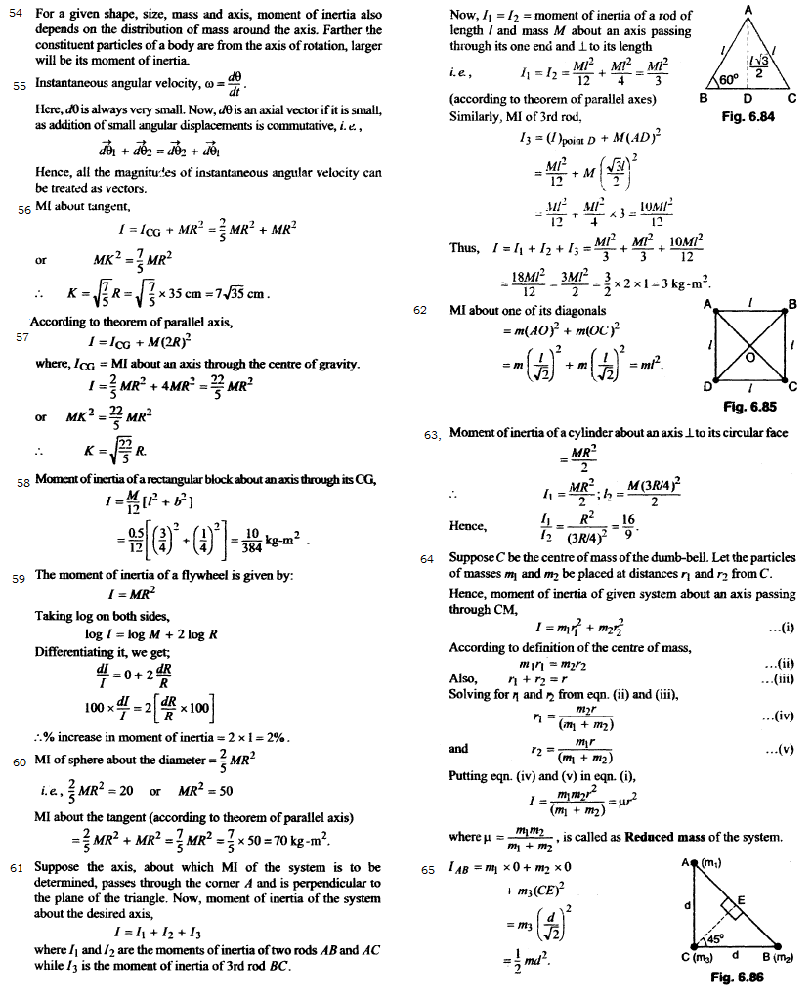 54 For a given shape, size, mass and axis, moment of inertia also
depends on the distribution of mass around the axis. Farther the
constituent particles of a body are from the axis of rotation, larger
will be its moment of inertia.
55 Instantaneous angular velocity, ω = dθ/dt .
Here, dθ is always very small. Now, dθ is an axial vector if it is small,
as addition of small angular displacements is commutative, i. e.,
dθ⃗1 + dθ⃗2 = dθ⃗2 + dθ⃗1
Hence, all the magnitudes of instantaneous angular velocity can
be treated as vectors.
56 MI about tangent,
I = I_CG + MR² = 2/5 MR² + MR²
or MK² = 7/5 MR²
∴ K = √(7/5) R = √(7/5) × 35 cm = 7√35 cm .
According to theorem of parallel axis,
57 I = I_CG + M(2R)²
where, I_CG = MI about an axis through the centre of gravity.
I = 2/5 MR² + 4MR² = 22/5 MR²
or MK² = 22/5 MR²
∴ K = √(22/5) R.
58 Moment of inertia of a rectangular block about an axis through its CG,
I = M/12 [l² + b²]
= 0.5/12 [(3/4)² + (1/4)²] = 10/384 kg-m² .
59 The moment of inertia of a flywheel is given by:
I = MR²
Taking log on both sides,
log I = log M + 2 log R
Differentiating it, we get;
dI/I = 0 + 2 dR/R
100 × dI/I = 2 [dR/R × 100]
∴ % increase in moment of inertia = 2 × 1 = 2% .
60 MI of sphere about the diameter = 2/5 MR²
i.e., 2/5 MR² = 20 or MR² = 50
MI about the tangent (according to theorem of parallel axis)
= 2/5 MR² + MR² = 7/5 MR² = 7/5 × 50 = 70 kg-m².
61 Suppose the axis, about which MI of the system is to be
determined, passes through the corner A and is perpendicular to
the plane of the triangle. Now, moment of inertia of the system
about the desired axis,
I = I1 + I2 + I3
where I1 and I2 are the moments of inertia of two rods AB and AC
while I3 is the moment of inertia of 3rd rod BC.
Now, I1 = I2 = moment of inertia of a rod of
length l and mass M about an axis passing
through its one end and ⊥ to its length
i.e., I1 = I2 = Ml²/12 + Ml²/4 = Ml²/3
(according to theorem of parallel axes)
Similarly, MI of 3rd rod,
I3 = (I)point D + M(AD)²
= Ml²/12 + M (√3l/2)²
= Ml²/12 + Ml²/4 × 3 = 10Ml²/12
Thus, I = I1 + I2 + I3 = Ml²/3 + Ml²/3 + 10Ml²/12
= 18Ml²/12 = 3Ml²/2 = 3/2 × 2 × 1 = 3 kg-m².
A
l
l
l√3/2
60°
B
D
C
Fig. 6.84
62 MI about one of its diagonals
= m(AO)² + m(OC)²
= m (l/√2)² + m (l/√2)² = ml².
A
l
B
l
l
O
D
l
C
Fig. 6.85
63, Moment of inertia of a cylinder about an axis ⊥ to its circular face
= MR²/2
∴ I1 = MR²/2 ; I2 = M(3R/4)²/2
Hence, I1/I2 = R²/(3R/4)² = 16/9 .
64 Suppose C be the centre of mass of the dumb-bell. Let the particles
of masses m1 and m2 be placed at distances r1 and r2 from C.
Hence, moment of inertia of given system about an axis passing
through CM,
I = m1r1² + m2r2² ...(i)
According to definition of the centre of mass,
m1r1 = m2r2 ...(ii)
Also, r1 + r2 = r ...(iii)
Solving for r1 and r2 from eqn. (ii) and (iii),
r1 = m2r/(m1 + m2) ...(iv)
and r2 = m1r/(m1 + m2) ...(v)
Putting eqn. (iv) and (v) in eqn. (i),
I = m1m2r²/(m1 + m2) = μr²
where μ = m1m2/(m1 + m2) , is called as Reduced mass of the system.
65 I_AB = m1 × 0 + m2 × 0
+ m3(CE)²
= m3 (d/√2)²
= 1/2 md².
A (m1)
d
E
45°
C (m3)
d
B (m2)
Fig. 6.86